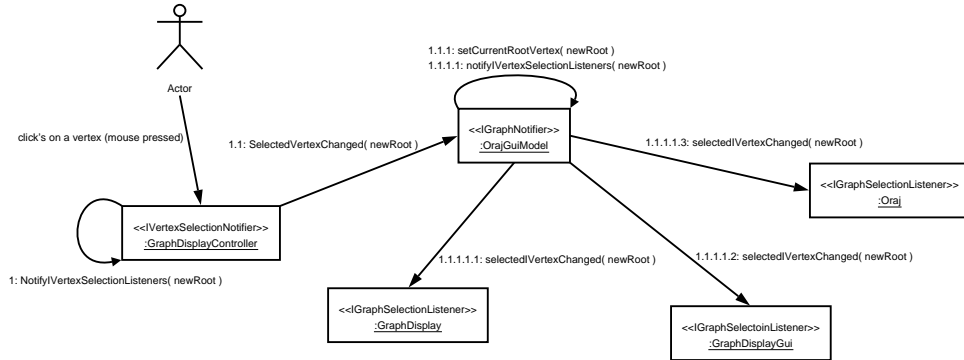 1.1.1: setCurrentRootVertex( newRoot )
1.1.1.1: notifyIVertexSelectionListeners( newRoot )
Actor
click's on a vertex (mouse pressed)
1.1: SelectedVertexChanged( newRoot )
<<IGraphNotifier>>
:OrajGuiModel
1.1.1.1.3: selectedIVertexChanged( newRoot )
<<IGraphSelectionListener>>
:Oraj
<<IVertexSelectionNotifier>>
:GraphDisplayController
1: NotifyIVertexSelectionListeners( newRoot )
1.1.1.1.1: selectedIVertexChanged( newRoot )
1.1.1.1.2: selectedIVertexChanged( newRoot )
<<IGraphSelectionListener>>
:GraphDisplay
<<IGraphSelectoinListener>>
:GraphDisplayGui